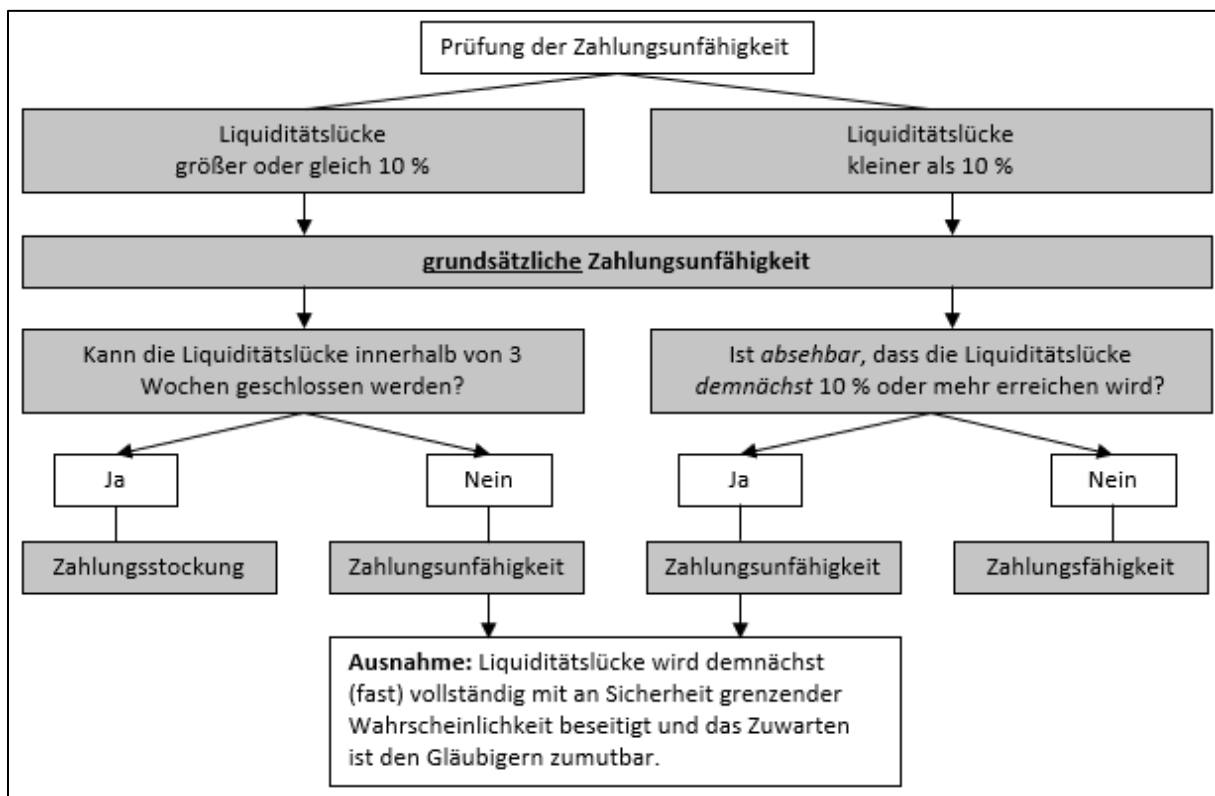 Prüfung der Zahlungsunfähigkeit
Liquiditätslücke
größer oder gleich 10 %
Liquiditätslücke
kleiner als 10 %
grundsätzliche Zahlungsunfähigkeit
Kann die Liquiditätslücke innerhalb von 3
Wochen geschlossen werden?
Ist absehbar, dass die Liquiditätslücke
demnächst 10 % oder mehr erreichen wird?
Ja
Nein
Ja
Nein
Zahlungsstockung
Zahlungsunfähigkeit
Zahlungsunfähigkeit
Zahlungsfähigkeit
Ausnahme: Liquiditätslücke wird demnächst
(fast) vollständig mit an Sicherheit grenzender
Wahrscheinlichkeit beseitigt und das Zuwarten
ist den Gläubigern zumutbar.